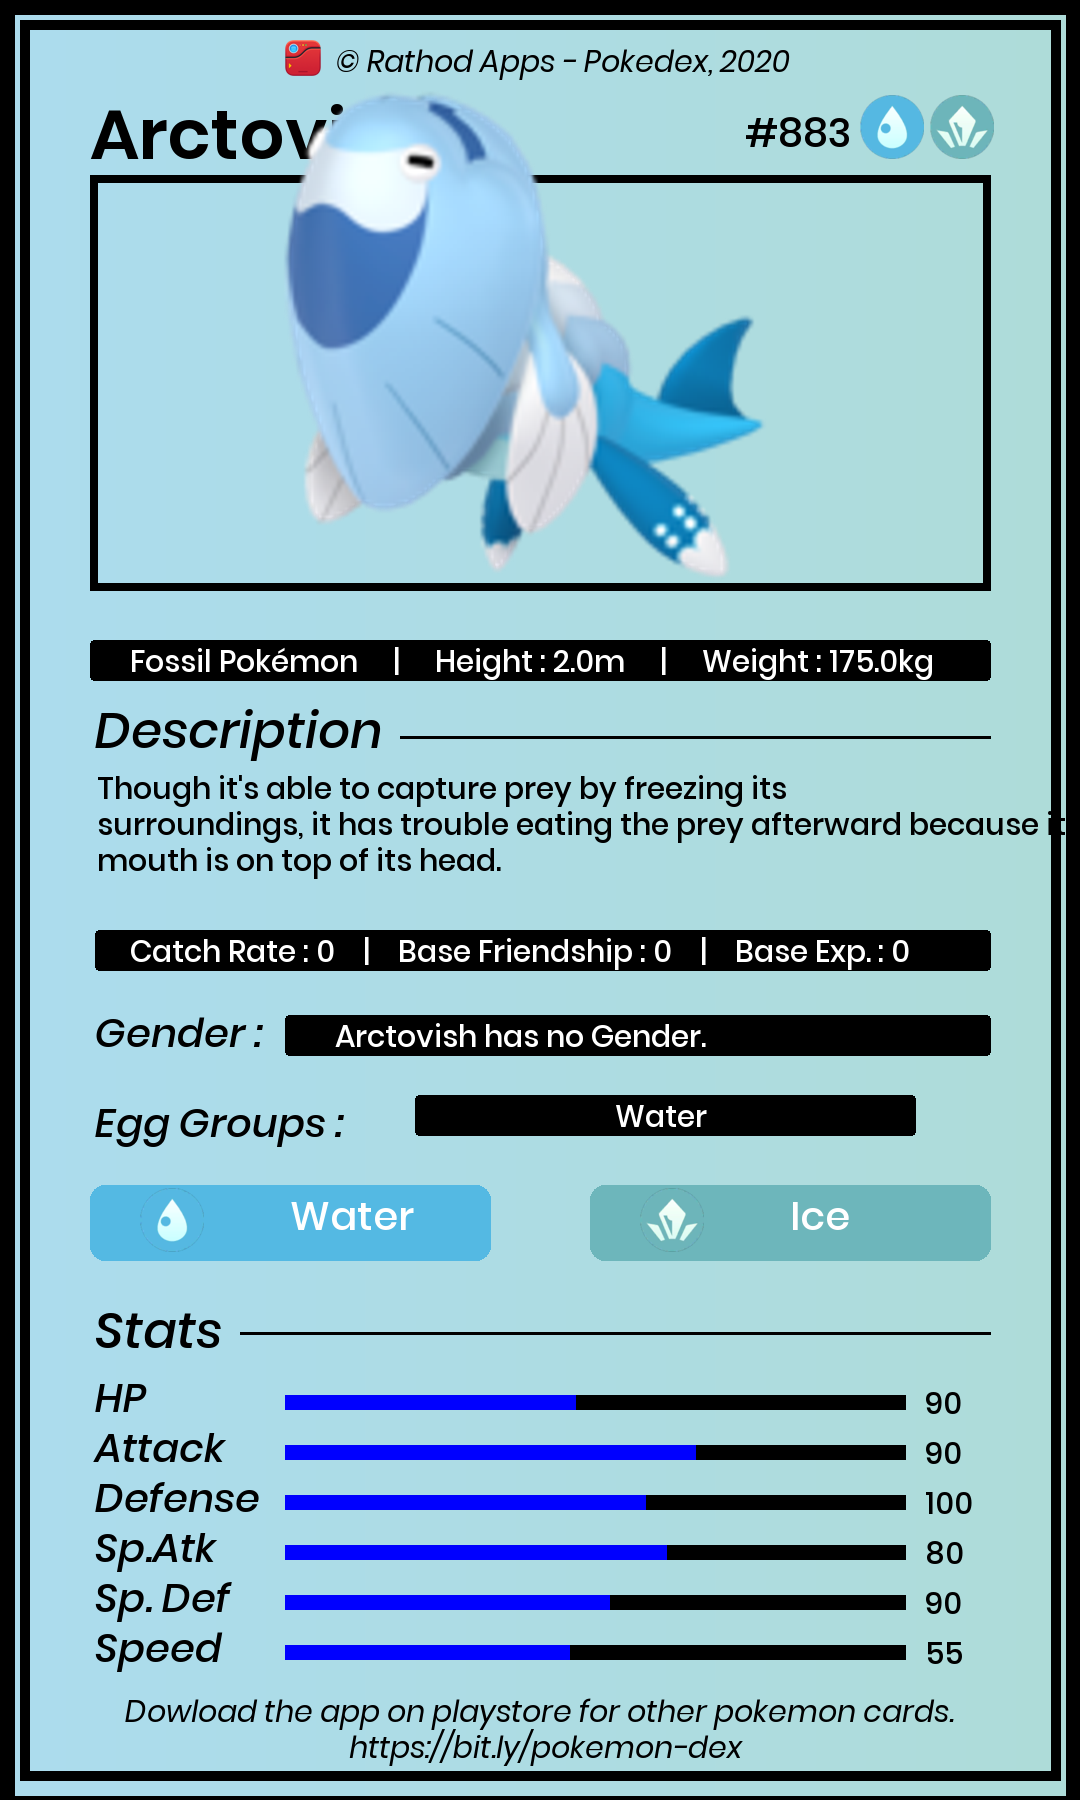 © Rathod Apps - Pokedex, 2020
Arctovi
#883
Fossil Pokémon | Height : 2.0m | Weight : 175.0kg
Description
Though it's able to capture prey by freezing its
surroundings, it has trouble eating the prey afterward because it
mouth is on top of its head.
Catch Rate : 0 | Base Friendship : 0 | Base Exp. : 0
Gender :
Arctovish has no Gender.
Egg Groups :
Water
Water
Ice
Stats
HP 90
Attack 90
Defense 100
Sp.Atk 80
Sp. Def 90
Speed 55
Dowload the app on playstore for other pokemon cards.
https://bit.ly/pokemon-dex